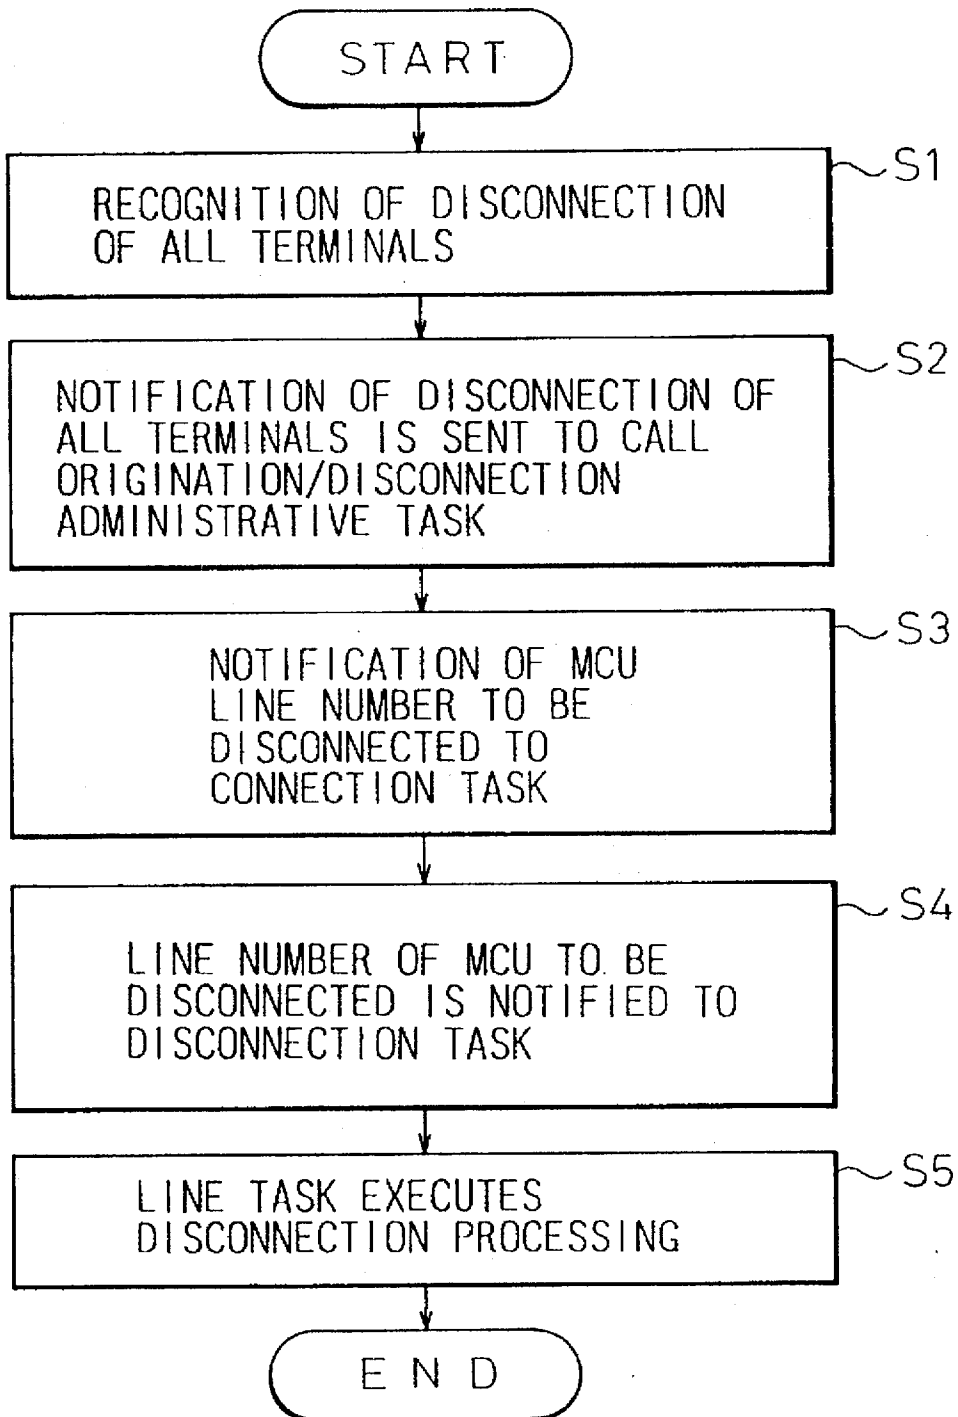 START
S1
RECOGNITION OF DISCONNECTION
OF ALL TERMINALS
S2
NOTIFICATION OF DISCONNECTION OF
ALL TERMINALS IS SENT TO CALL
ORIGINATION/DISCONNECTION
ADMINISTRATIVE TASK
S3
NOTIFICATION OF MCU
LINE NUMBER TO BE
DISCONNECTED TO
CONNECTION TASK
S4
LINE NUMBER OF MCU TO BE
DISCONNECTED IS NOTIFIED TO
DISCONNECTION TASK
S5
LINE TASK EXECUTES
DISCONNECTION PROCESSING
END